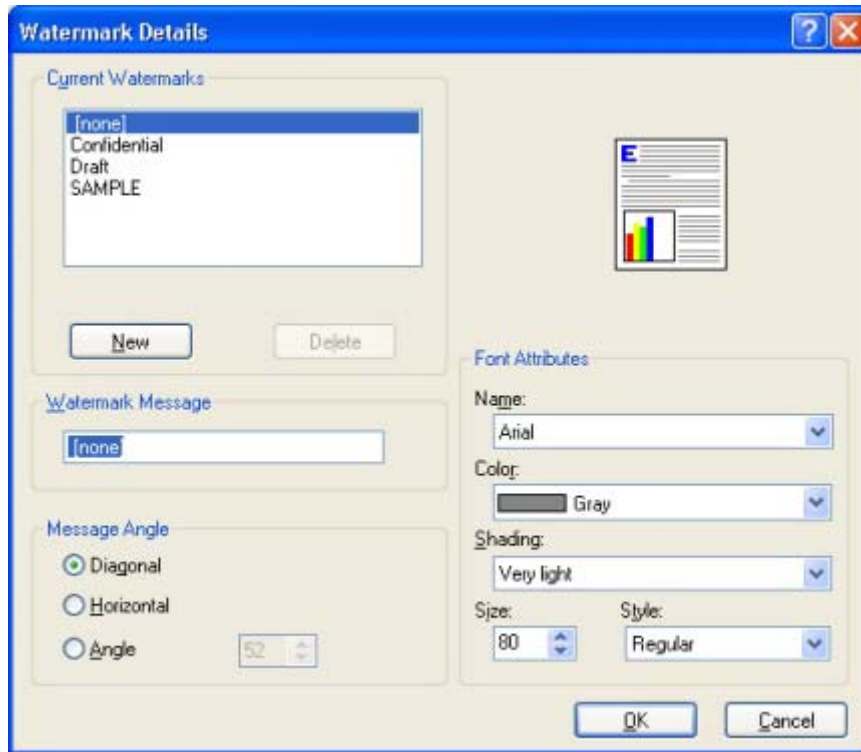 Watermark Details
Current Watermarks
[none]
Confidential
Draft
SAMPLE
New
Delete
Watermark Message
[none
Message Angle
Diagonal
Horizontal
Angle
52
E
Font Attributes
Name:
Arial
Color:
Gray
Shading:
Very light
Size: Style:
80 Regular
OK Cancel